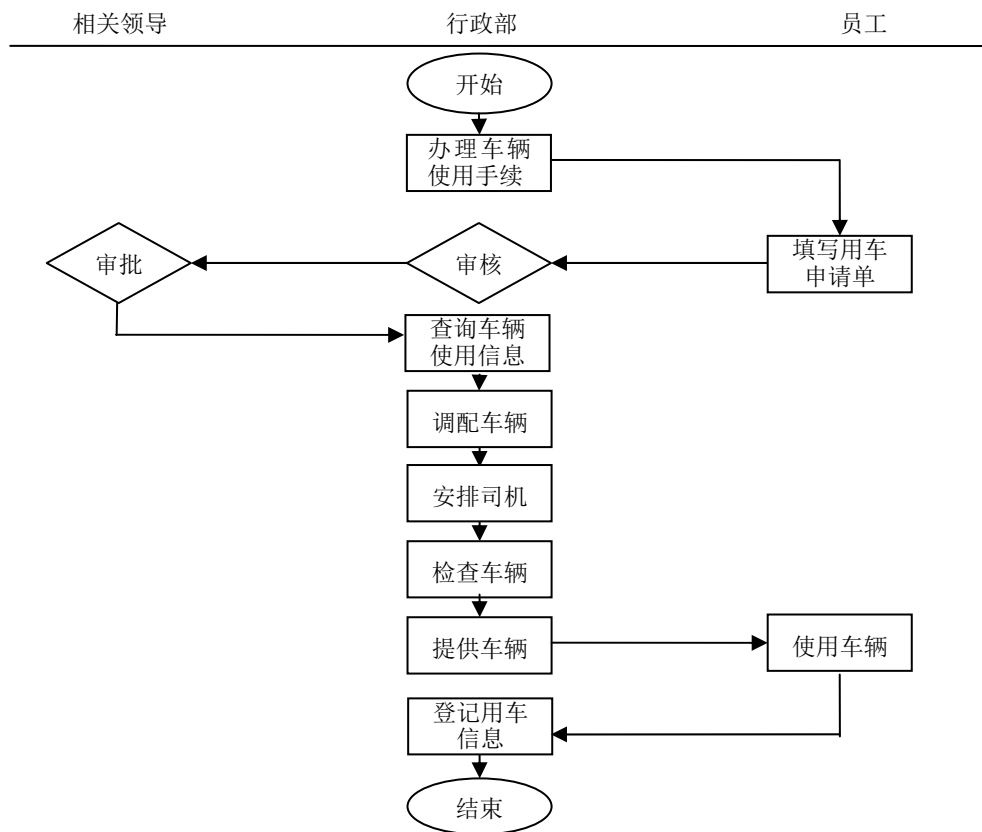 相关领导
行政部
员工
开始
办理车辆
使用手续
审批
审核
填写用车
申请单
查询车辆
使用信息
调配车辆
安排司机
检查车辆
提供车辆
使用车辆
登记用车
信息
结束